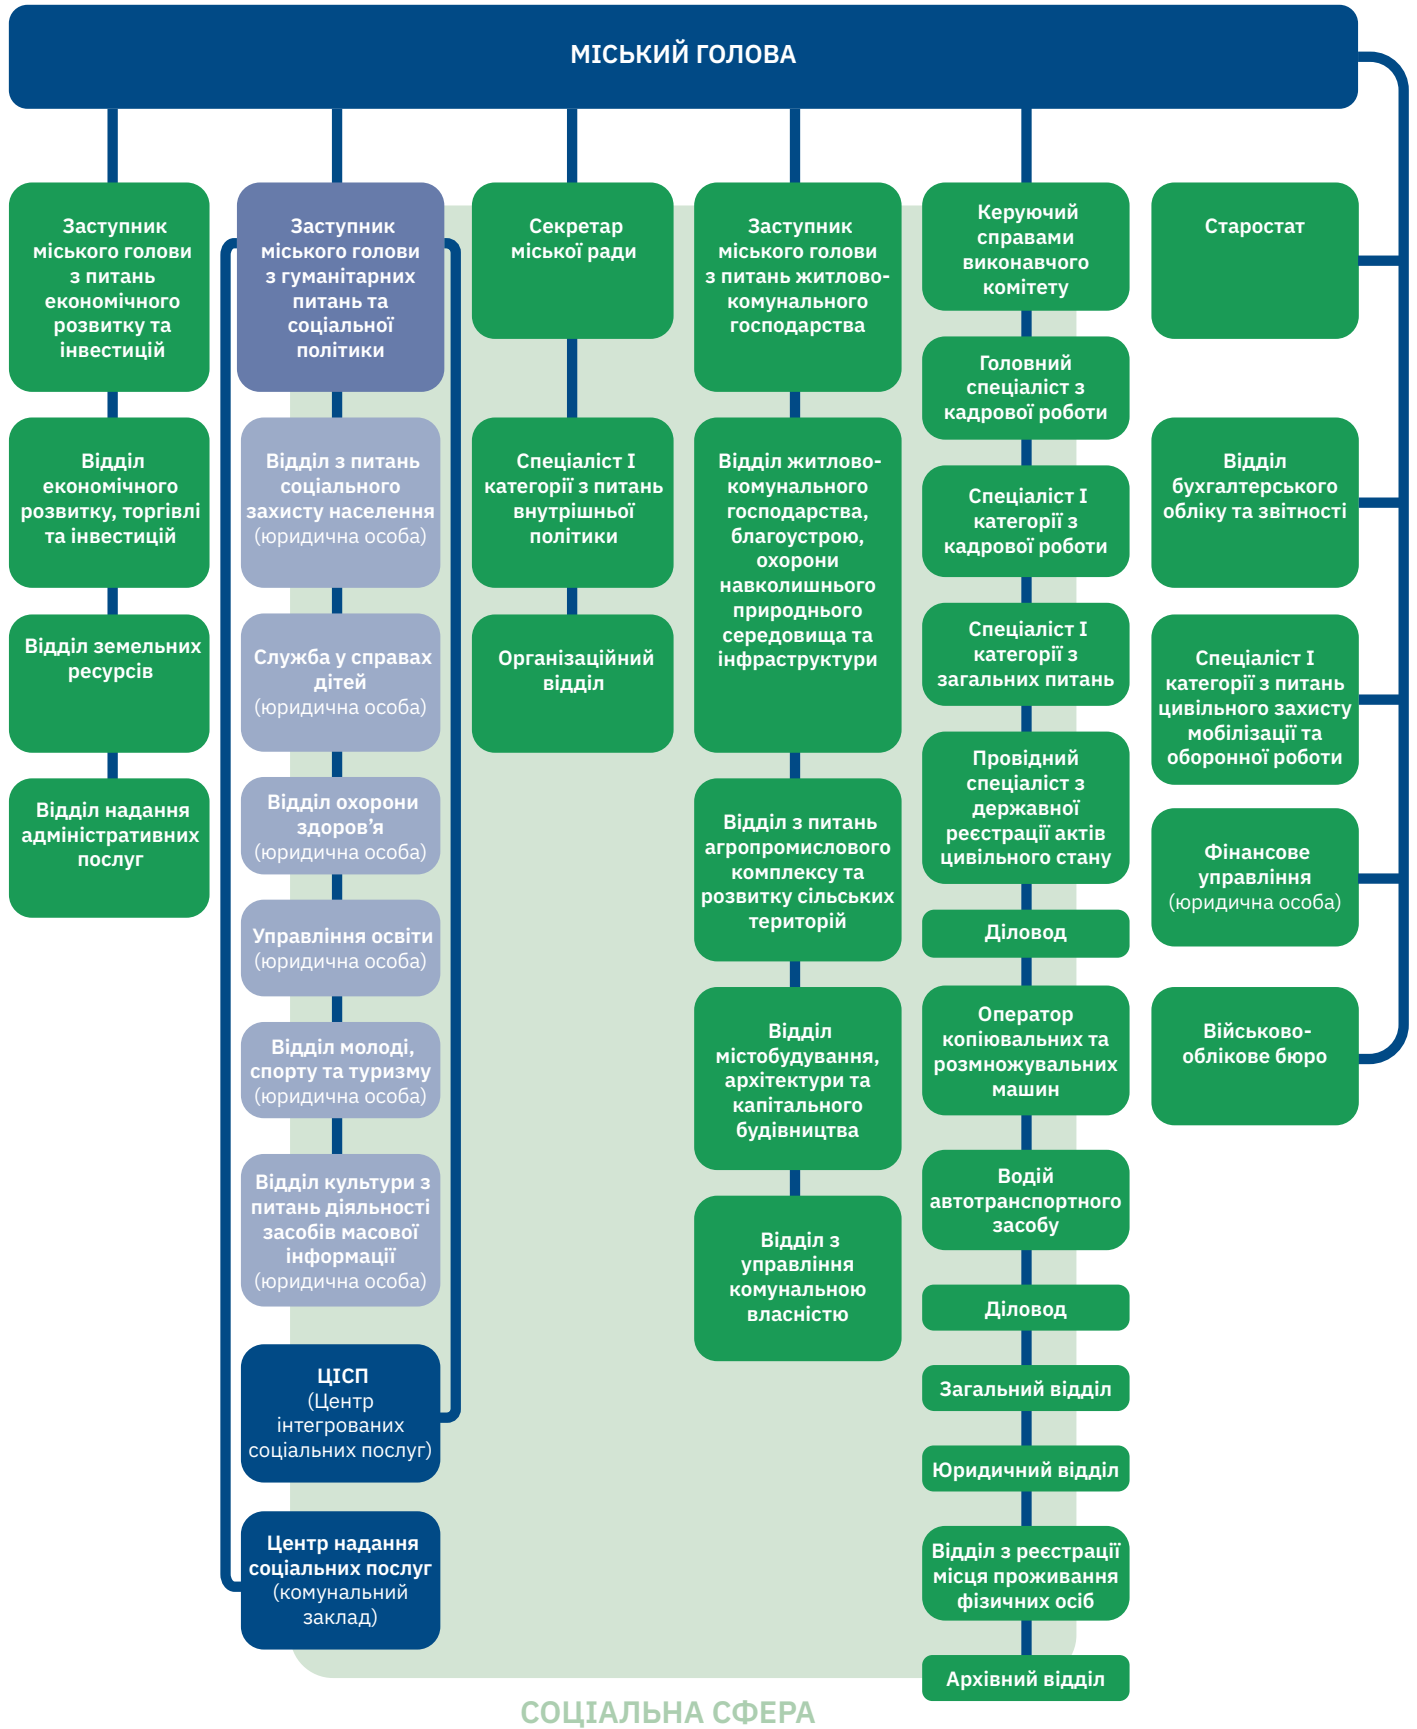 МІСЬКИЙ ГОЛОВА
Заступник
міського голови
з питань
економічного
розвитку та
інвестицій
Відділ
економічного
розвитку, торгівлі
та інвестицій
Відділ земельних
ресурсів
Відділ надання
адміністративних
послуг
Заступник
міського голови
з гуманітарних
питань та
соціальної
політики
Відділ з питань
соціального
захисту населення
(юридична особа)
Служба у справах
дітей
(юридична особа)
Відділ охорони
здоров’я
(юридична особа)
Управління освіти
(юридична особа)
Відділ молоді,
спорту та туризму
(юридична особа)
Відділ культури з
питань діяльності
засобів масової
інформації
(юридична особа)
ЦІСП
(Центр
інтегрованих
соціальних послуг)
Центр надання
соціальних послуг
(комунальний
заклад)
Секретар
міської ради
Спеціаліст І
категорії з питань
внутрішньої
політики
Організаційний
відділ
Заступник
міського голови
з питань житлово-
комунального
господарства
Відділ житлово-
комунального
господарства,
благоустрою,
охорони
навколишнього
природнього
середовища та
інфраструктури
Відділ з питань
агропромислового
комплексу та
розвитку сільських
територій
Відділ
містобудування,
архітектури та
капітального
будівництва
Відділ з
управління
комунальною
власністю
Керуючий
справами
виконавчого
комітету
Головний
спеціаліст з
кадрової роботи
Спеціаліст І
категорії з
кадрової роботи
Спеціаліст І
категорії з
загальних питань
Провідний
спеціаліст з
державної
реєстрації актів
цивільного стану
Діловод
Оператор
копіювальних та
розмножувальних
машин
Водій
автотранспортного
засобу
Діловод
Загальний відділ
Юридичний відділ
Відділ з реєстрації
місця проживання
фізичних осіб
Архівний відділ
Старостат
Відділ
бухгалтерського
обліку та звітності
Спеціаліст І
категорії з питань
цивільного захисту
мобілізації та
оборонної роботи
Фінансове
управління
(юридична особа)
Військово-
облікове бюро
СОЦІАЛЬНА СФЕРА